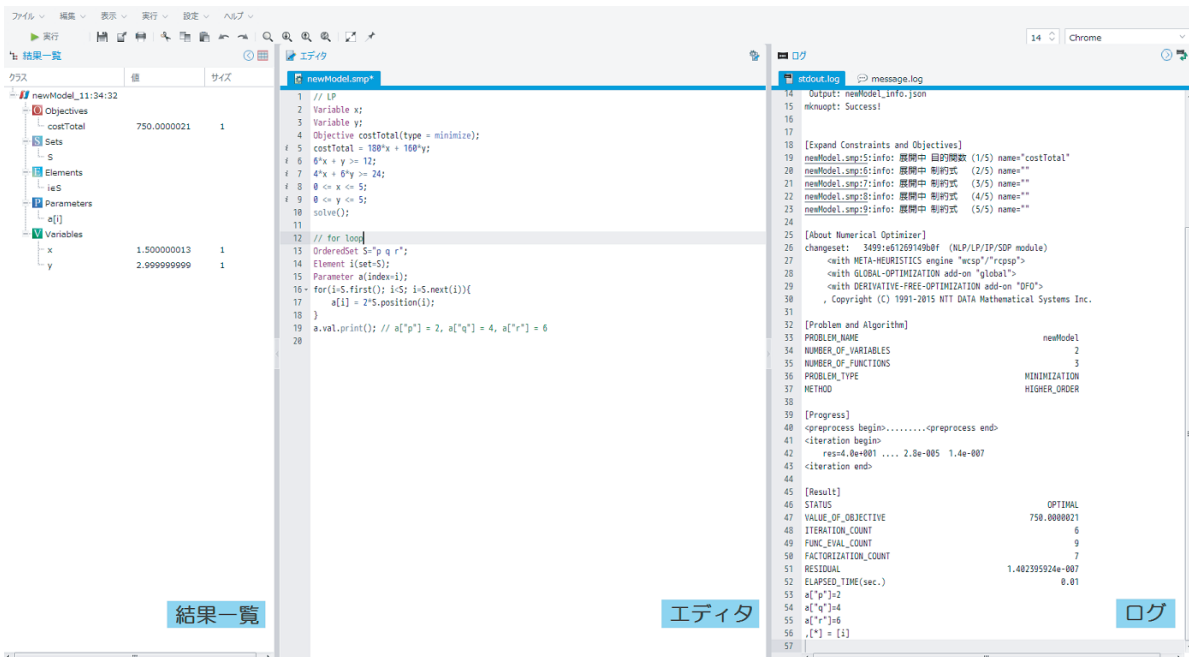 ファイル 編集 表示 実行 設定 ヘルプ
実行
14 Chrome
結果一覧
クラス 値 サイズ
newModel_11:34:32
Objectives
costTotal 750.0000021 1
Sets
S
Elements
i∈S
Parameters
a[i]
Variables
x 1.500000013 1
y 2.999999999 1
結果一覧
エディタ
newModel.smp*
1 // LP
2 Variable x;
3 Variable y;
4 Objective costTotal(type = minimize);
i 5 costTotal = 180*x + 160*y;
i 6 6*x + y >= 12;
i 7 4*x + 6*y >= 24;
i 8 0 <= x <= 5;
i 9 0 <= y <= 5;
10 solve();
11
12 // for loop
13 OrderedSet S="p q r";
14 Element i(set=S);
15 Parameter a(index=i);
16 for(i=S.first(); i<S; i=S.next(i)){
17 a[i] = 2*S.position(i);
18 }
19 a.val.print(); // a["p"] = 2, a["q"] = 4, a["r"] = 6
20
エディタ
ログ
stdout.log message.log
14 Output: newModel_info.json
15 mknuopt: Success!
16
17
18 [Expand Constraints and Objectives]
19 newModel.smp:5:info: 展開中 目的関数 (1/5) name="costTotal"
20 newModel.smp:6:info: 展開中 制約式 (2/5) name=""
21 newModel.smp:7:info: 展開中 制約式 (3/5) name=""
22 newModel.smp:8:info: 展開中 制約式 (4/5) name=""
23 newModel.smp:9:info: 展開中 制約式 (5/5) name=""
24
25 [About Numerical Optimizer]
26 changeset: 3499:e61269149b0f (NLP/LP/IP/SDP module)
27 <with META-HEURISTICS engine "wcsp"/"rcpsp">
28 <with GLOBAL-OPTIMIZATION add-on "global">
29 <with DERIVATIVE-FREE-OPTIMIZATION add-on "DFO">
30 , Copyright (C) 1991-2015 NTT DATA Mathematical Systems Inc.
31
32 [Problem and Algorithm]
33 PROBLEM_NAME newModel
34 NUMBER_OF_VARIABLES 2
35 NUMBER_OF_FUNCTIONS 3
36 PROBLEM_TYPE MINIMIZATION
37 METHOD HIGHER_ORDER
38
39 [Progress]
40 <preprocess begin>.........<preprocess end>
41 <iteration begin>
42 res=4.0e+001 .... 2.8e-005 1.4e-007
43 <iteration end>
44
45 [Result]
46 STATUS OPTIMAL
47 VALUE_OF_OBJECTIVE 750.0000021
48 ITERATION_COUNT 6
49 FUNC_EVAL_COUNT 9
50 FACTORIZATION_COUNT 7
51 RESIDUAL 1.402395924e-007
52 ELAPSED_TIME(sec.) 0.01
53 a["p"]=2
54 a["q"]=4
55 a["r"]=6
56 ,[*] = [i]
57
ログ